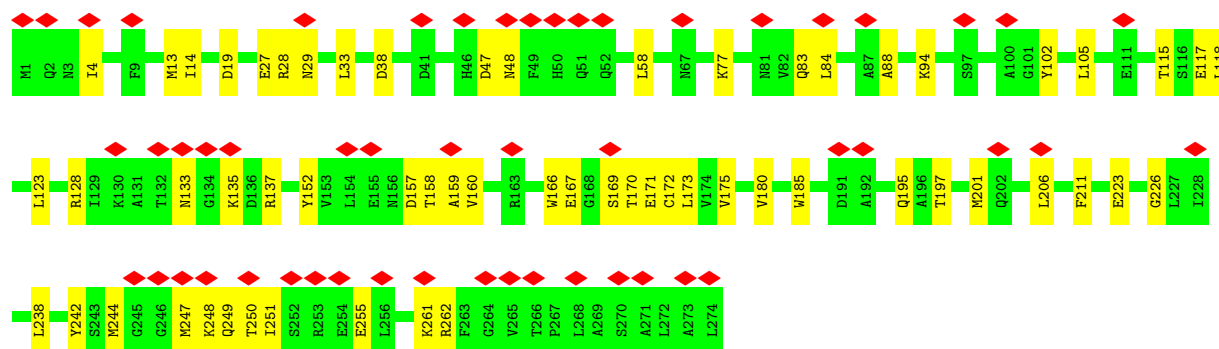 M1 Q2 N3 I4 F9 M13 I14 D19 E27 R28 N29 L33 D38 D41 H46 D47 N48 F49 H50 Q51 Q52 L58 N67 K77 N81 V82 Q83 L84 A87 A88 K94 S97 A100 G101 Y102 L105 E111 T115 S116 E117 L118
L123 R128 I129 K130 A131 T132 N133 G134 K135 D136 R137 Y152 V153 L154 E155 N156 D157 T158 A159 V160 R163 W166 E167 G168 S169 T170 E171 C172 L173 V174 V175 V180 W185 D191 A192 Q195 A196 T197 M201 Q202 L206 F211 E223 G226 L227 I228
L238 Y242 S243 M244 G245 G246 M247 K248 Q249 T250 I251 S252 R253 E254 E255 L256 K261 R262 F263 G264 V265 T266 P267 L268 A269 S270 A271 L272 A273 L274